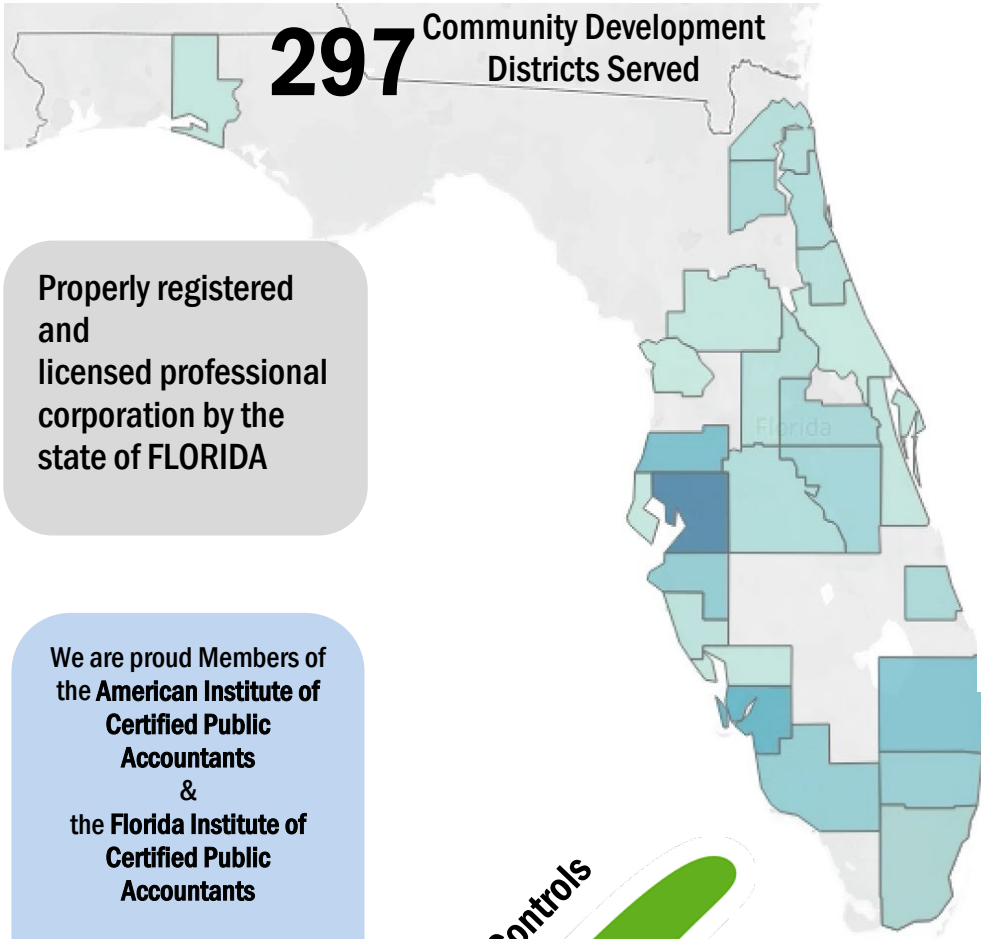 297
Community Development
Districts Served
Properly registered
and
licensed professional
corporation by the
state of FLORIDA
Florida
We are proud Members of
the American Institute of
Certified Public
Accountants
&
the Florida Institute of
Certified Public
Accountants
Controls